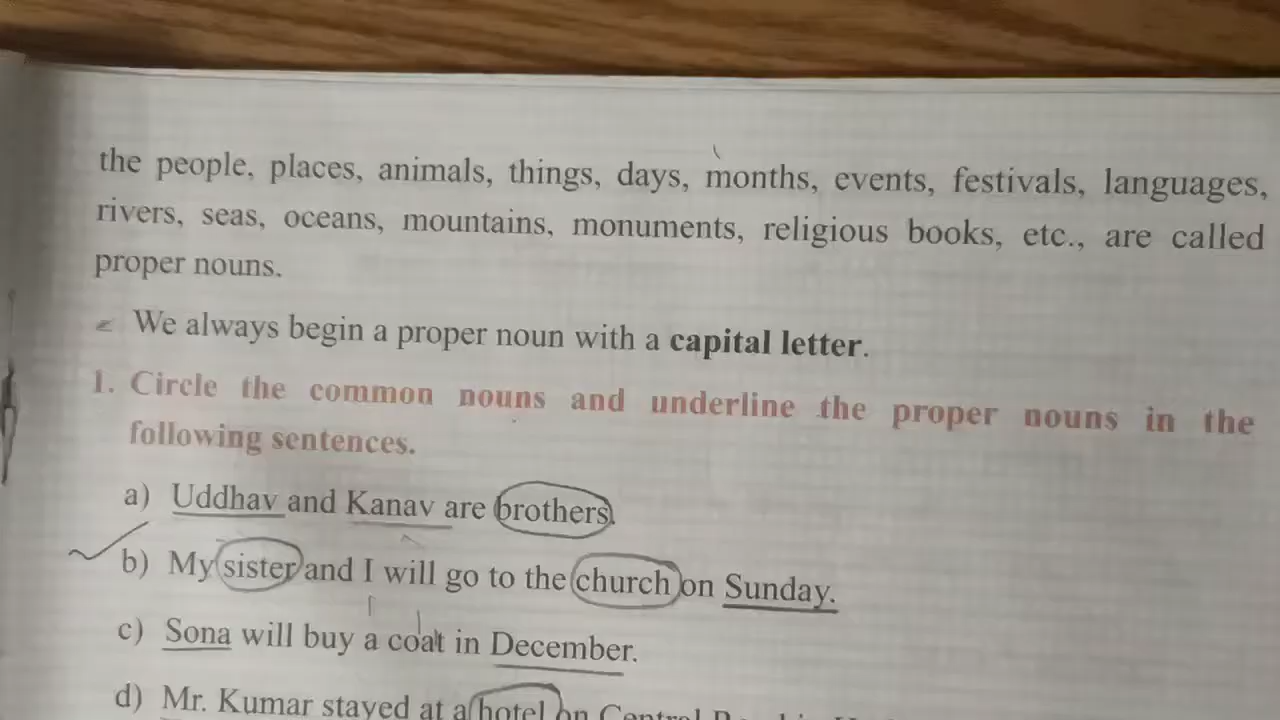 the people, places, animals, things, days, months, events, festivals, languages,
rivers, seas, oceans, mountains, monuments, religious books, etc., are called
proper nouns.
We always begin a proper noun with a capital letter.
1. Circle the common nouns and underline the proper nouns in the
following sentences.
a) Uddhav and Kanav are brothers.
b) My sister and I will go to the church on Sunday.
c) Sona will buy a coat in December.
d) Mr. Kumar stayed at a hotel on